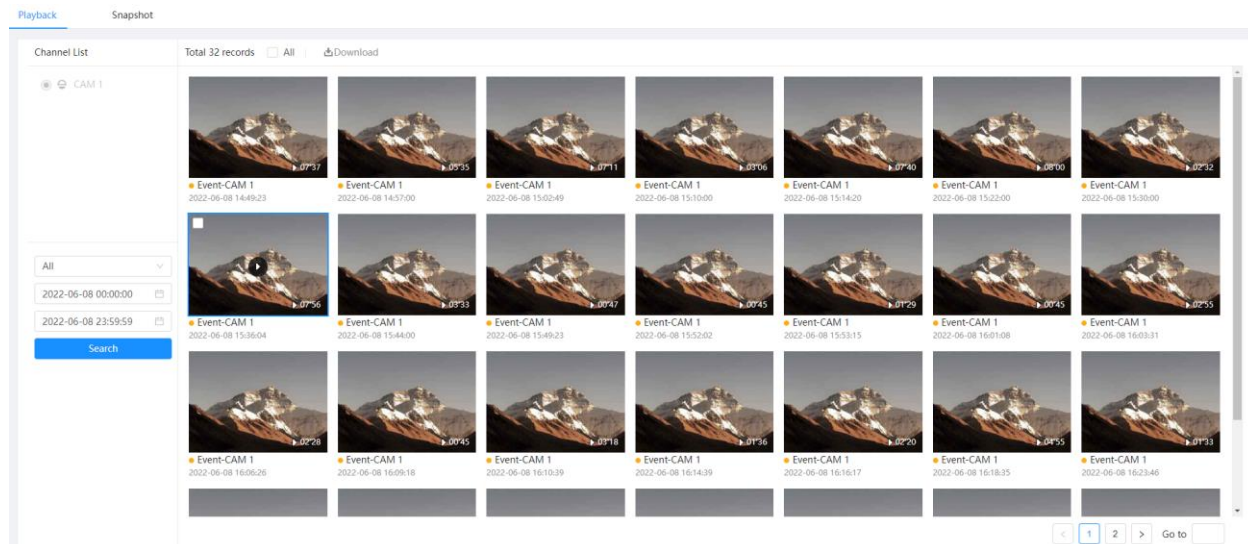 Playback Snapshot
Channel List
Total 32 records All Download
CAM 1
07'37 05'35 07'11 03'06 07'40 08'00 02'32
Event-CAM 1 Event-CAM 1 Event-CAM 1 Event-CAM 1 Event-CAM 1 Event-CAM 1 Event-CAM 1
2022-06-08 14:49:23 2022-06-08 14:57:00 2022-06-08 15:02:49 2022-06-08 15:10:00 2022-06-08 15:14:20 2022-06-08 15:22:00 2022-06-08 15:30:00
07'56 03'33 00'47 00'45 01'29 00'45 02'55
Event-CAM 1 Event-CAM 1 Event-CAM 1 Event-CAM 1 Event-CAM 1 Event-CAM 1 Event-CAM 1
2022-06-08 15:36:04 2022-06-08 15:44:00 2022-06-08 15:49:23 2022-06-08 15:52:02 2022-06-08 15:53:15 2022-06-08 16:01:08 2022-06-08 16:03:31
All
2022-06-08 00:00:00
2022-06-08 23:59:59
Search
02'28 00'45 03'18 01'36 02'20 04'55 01'33
Event-CAM 1 Event-CAM 1 Event-CAM 1 Event-CAM 1 Event-CAM 1 Event-CAM 1 Event-CAM 1
2022-06-08 16:06:26 2022-06-08 16:09:18 2022-06-08 16:10:39 2022-06-08 16:14:39 2022-06-08 16:16:17 2022-06-08 16:18:35 2022-06-08 16:23:46
< 1 2 > Go to